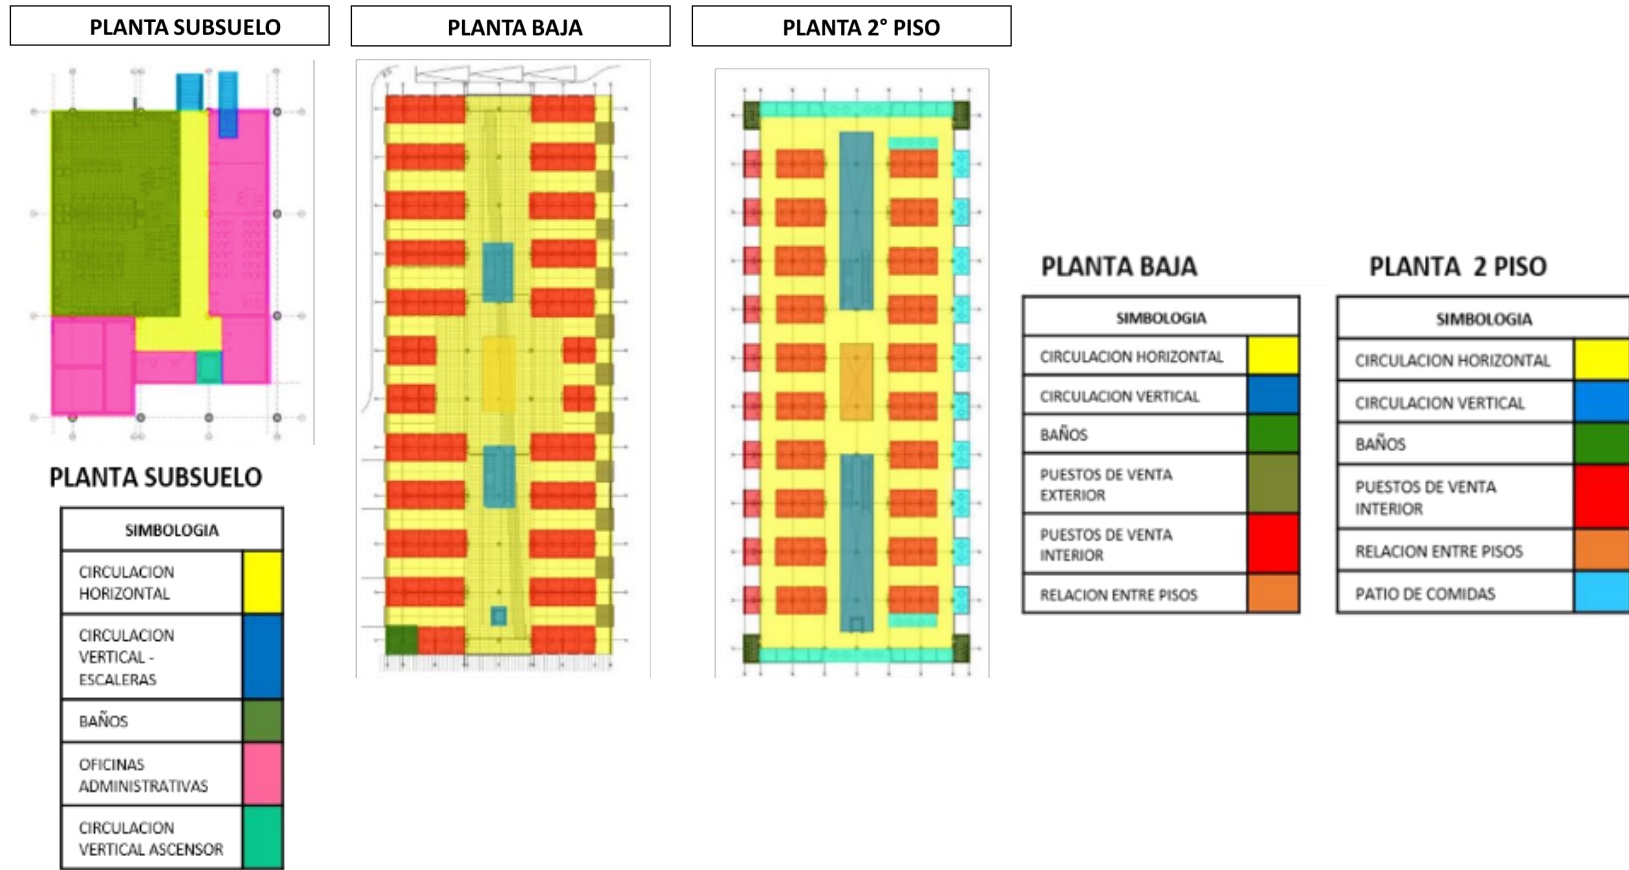 PLANTA SUBSUELO
PLANTA BAJA
PLANTA 2° PISO
PLANTA SUBSUELO
SIMBOLOGIA
CIRCULACION
HORIZONTAL
CIRCULACION
VERTICAL -
ESCALERAS
BAÑOS
OFICINAS
ADMINISTRATIVAS
CIRCULACION
VERTICAL ASCENSOR
PLANTA BAJA
SIMBOLOGIA
CIRCULACION HORIZONTAL
CIRCULACION VERTICAL
BAÑOS
PUESTOS DE VENTA
EXTERIOR
PUESTOS DE VENTA
INTERIOR
RELACION ENTRE PISOS
PLANTA 2 PISO
SIMBOLOGIA
CIRCULACION HORIZONTAL
CIRCULACION VERTICAL
BAÑOS
PUESTOS DE VENTA
INTERIOR
RELACION ENTRE PISOS
PATIO DE COMIDAS